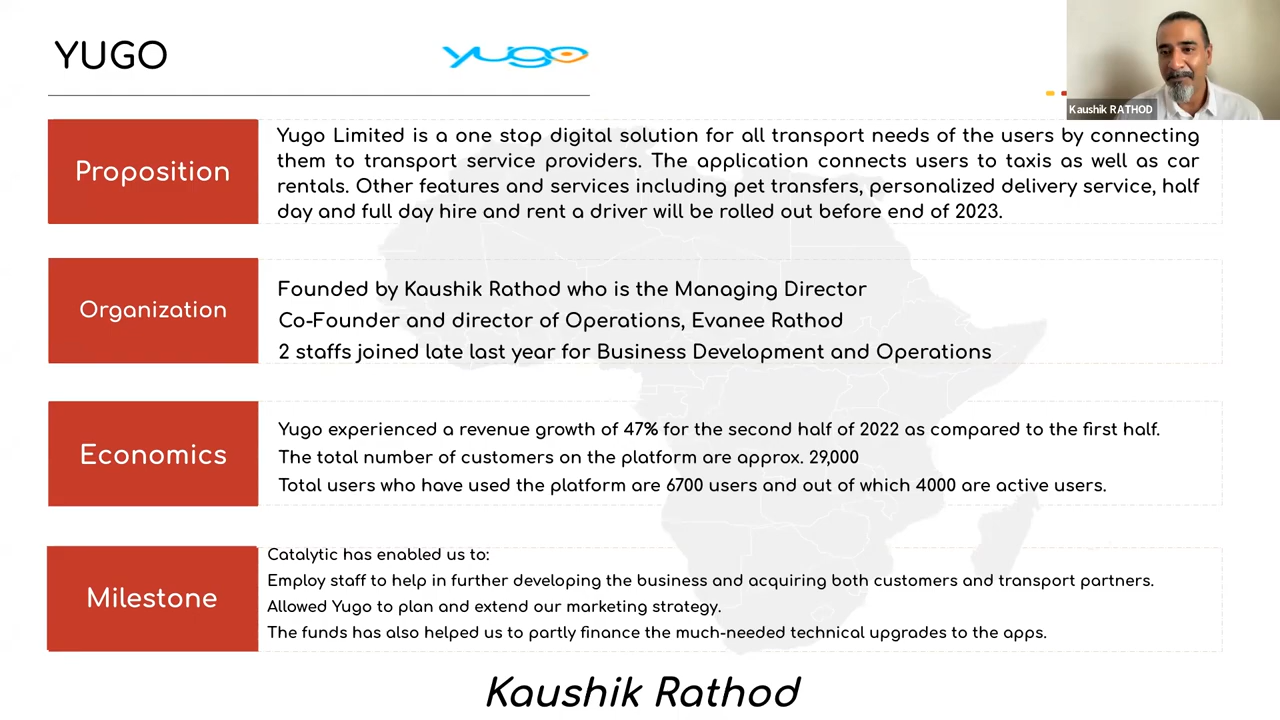 YUGO
yugo
Kaushik RATHOD
Proposition
Yugo Limited is a one stop digital solution for all transport needs of the users by connecting
them to transport service providers. The application connects users to taxis as well as car
rentals. Other features and services including pet transfers, personalized delivery service, half
day and full day hire and rent a driver will be rolled out before end of 2023.
Organization
Founded by Kaushik Rathod who is the Managing Director
Co-Founder and director of Operations, Evanee Rathod
2 staffs joined late last year for Business Development and Operations
Economics
Yugo experienced a revenue growth of 47% for the second half of 2022 as compared to the first half.
The total number of customers on the platform are approx. 29,000
Total users who have used the platform are 6700 users and out of which 4000 are active users.
Milestone
Catalytic has enabled us to:
Employ staff to help in further developing the business and acquiring both customers and transport partners.
Allowed Yugo to plan and extend our marketing strategy.
The funds has also helped us to partly finance the much-needed technical upgrades to the apps.
Kaushik Rathod